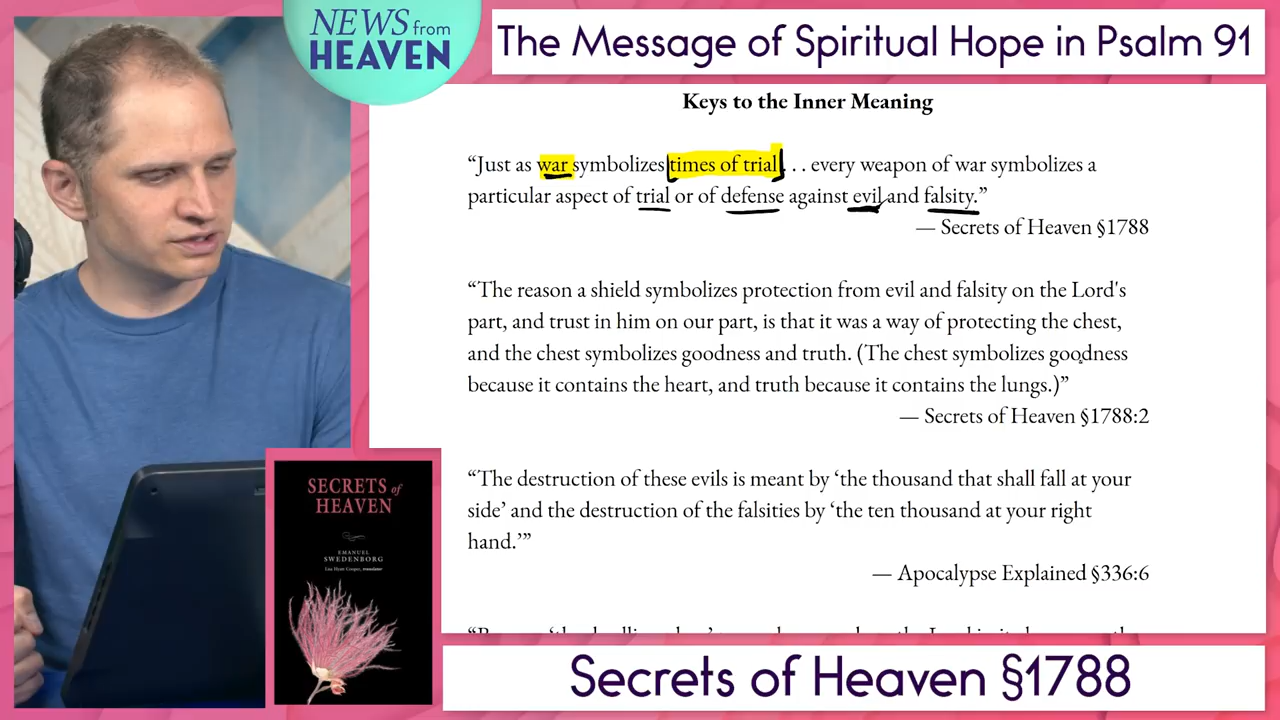 NEWS from
HEAVEN
The Message of Spiritual Hope in Psalm 91
Keys to the Inner Meaning
“Just as war symbolizes times of trial . . . every weapon of war symbolizes a
particular aspect of trial or of defense against evil and falsity.”
— Secrets of Heaven §1788
“The reason a shield symbolizes protection from evil and falsity on the Lord's
part, and trust in him on our part, is that it was a way of protecting the chest,
and the chest symbolizes goodness and truth. (The chest symbolizes goodness
because it contains the heart, and truth because it contains the lungs.)”
— Secrets of Heaven §1788:2
“The destruction of these evils is meant by ‘the thousand that shall fall at your
side’ and the destruction of the falsities by ‘the ten thousand at your right
hand.’”
— Apocalypse Explained §336:6
SECRETS of
HEAVEN
EMANUEL
SWEDENBORG
Lisa Hyatt Cooper, translator
Secrets of Heaven §1788